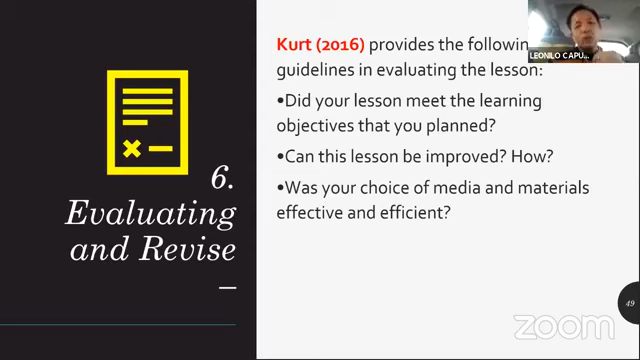 6.
Evaluating
and Revise
–
Kurt (2016) provides the following
guidelines in evaluating the lesson:
•Did your lesson meet the learning
objectives that you planned?
•Can this lesson be improved? How?
•Was your choice of media and materials
effective and efficient?
LEONILO CAPU...
49
zoom